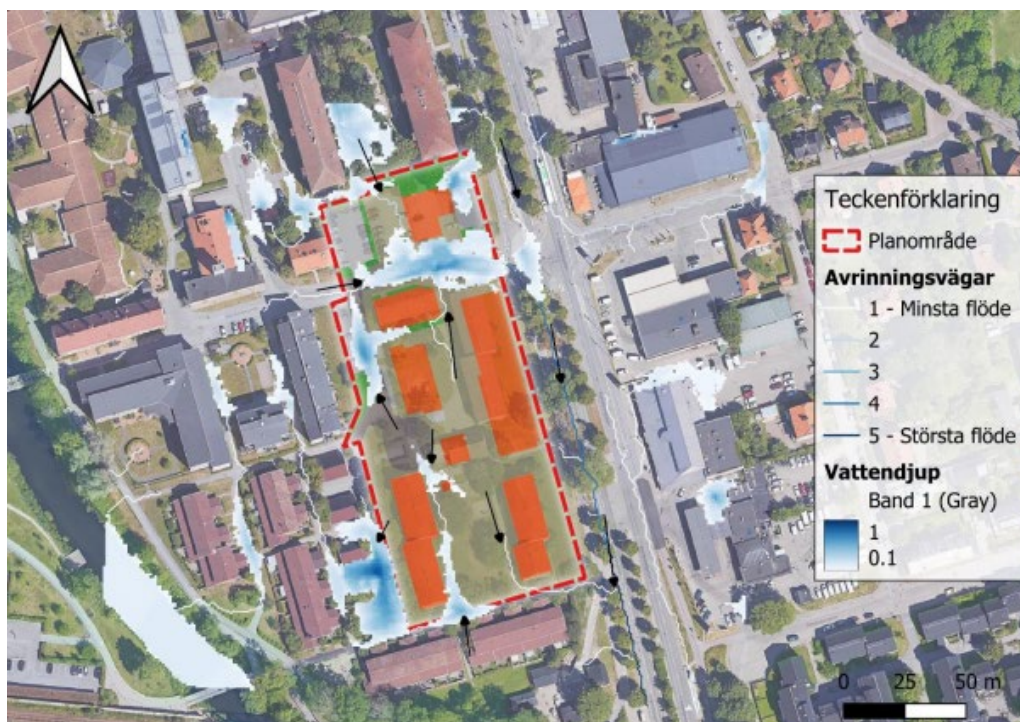 Teckenförklaring
Planområde
Avrinningsvägar
1 - Minsta flöde
2
3
4
5 - Största flöde
Vattendjup
Band 1 (Gray)
1
0.1
0 25 50 m